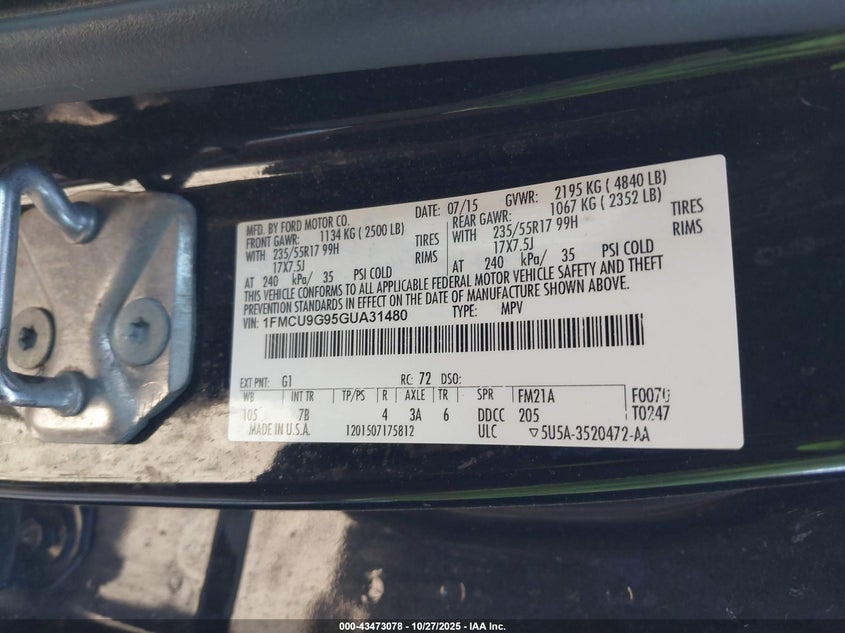 MFD. BY FORD MOTOR CO. 07/15 GVWR: 2195 KG ( 4840 LB)
FRONT GAWR: 1134 KG ( 2500 LB) REAR GAWR: 1067 KG ( 2352 LB)
WITH 235/55R17 99H TIRES WITH 235/55R17 99H TIRES
17X7.5J RIMS 17X7.5J RIMS
AT 240 kPa/ 35 PSI COLD AT 240 kPa/ 35 PSI COLD
THIS VEHICLE CONFORMS TO ALL APPLICABLE FEDERAL MOTOR VEHICLE SAFETY AND THEFT
PREVENTION STANDARDS IN EFFECT ON THE DATE OF MANUFACTURE SHOWN ABOVE.
VIN: 1FMCU9G95GUA31480 TYPE: MPV
EXT PNT: G1 RC: 72 DSO:
WB INT TR TP/PS R AXLE TR SPR FM21A F0070
105 7B 4 3A 6 DDCC 205 T0247
MADE IN U.S.A. 1201507175812 ULC ▽5U5A-3520472-AA
000-43473078 - 10/27/2025 - IAA Inc.